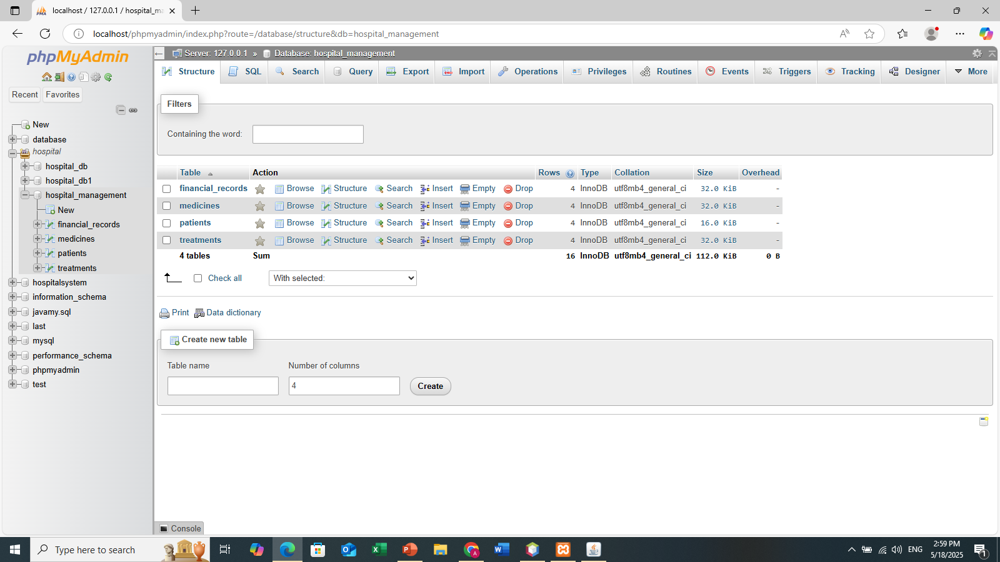 localhost / 127.0.0.1 / hospital_ma
localhost/phpmyadmin/index.php?route=/database/structure&db=hospital_management
phpMyAdmin
Recent Favorites
New
database
hospital
hospital_db
hospital_db1
hospital_management
New
financial_records
medicines
patients
treatments
hospitalsystem
information_schema
javamy.sql
last
mysql
performance_schema
phpmyadmin
test
Server: 127.0.0.1 » Database: hospital_management
Structure SQL Search Query Export Import Operations Privileges Routines Events Triggers Tracking Designer More
Filters
Containing the word:
Table Action Rows Type Collation Size Overhead
financial_records Browse Structure Search Insert Empty Drop 4 InnoDB utf8mb4_general_ci 32.0 KiB -
medicines Browse Structure Search Insert Empty Drop 4 InnoDB utf8mb4_general_ci 32.0 KiB -
patients Browse Structure Search Insert Empty Drop 4 InnoDB utf8mb4_general_ci 16.0 KiB -
treatments Browse Structure Search Insert Empty Drop 4 InnoDB utf8mb4_general_ci 32.0 KiB -
4 tables Sum 16 InnoDB utf8mb4_general_ci 112.0 KiB 0 B
Check all With selected:
Print Data dictionary
Create new table
Table name Number of columns
4 Create
Console
Type here to search
ENG
2:59 PM
5/18/2025
1